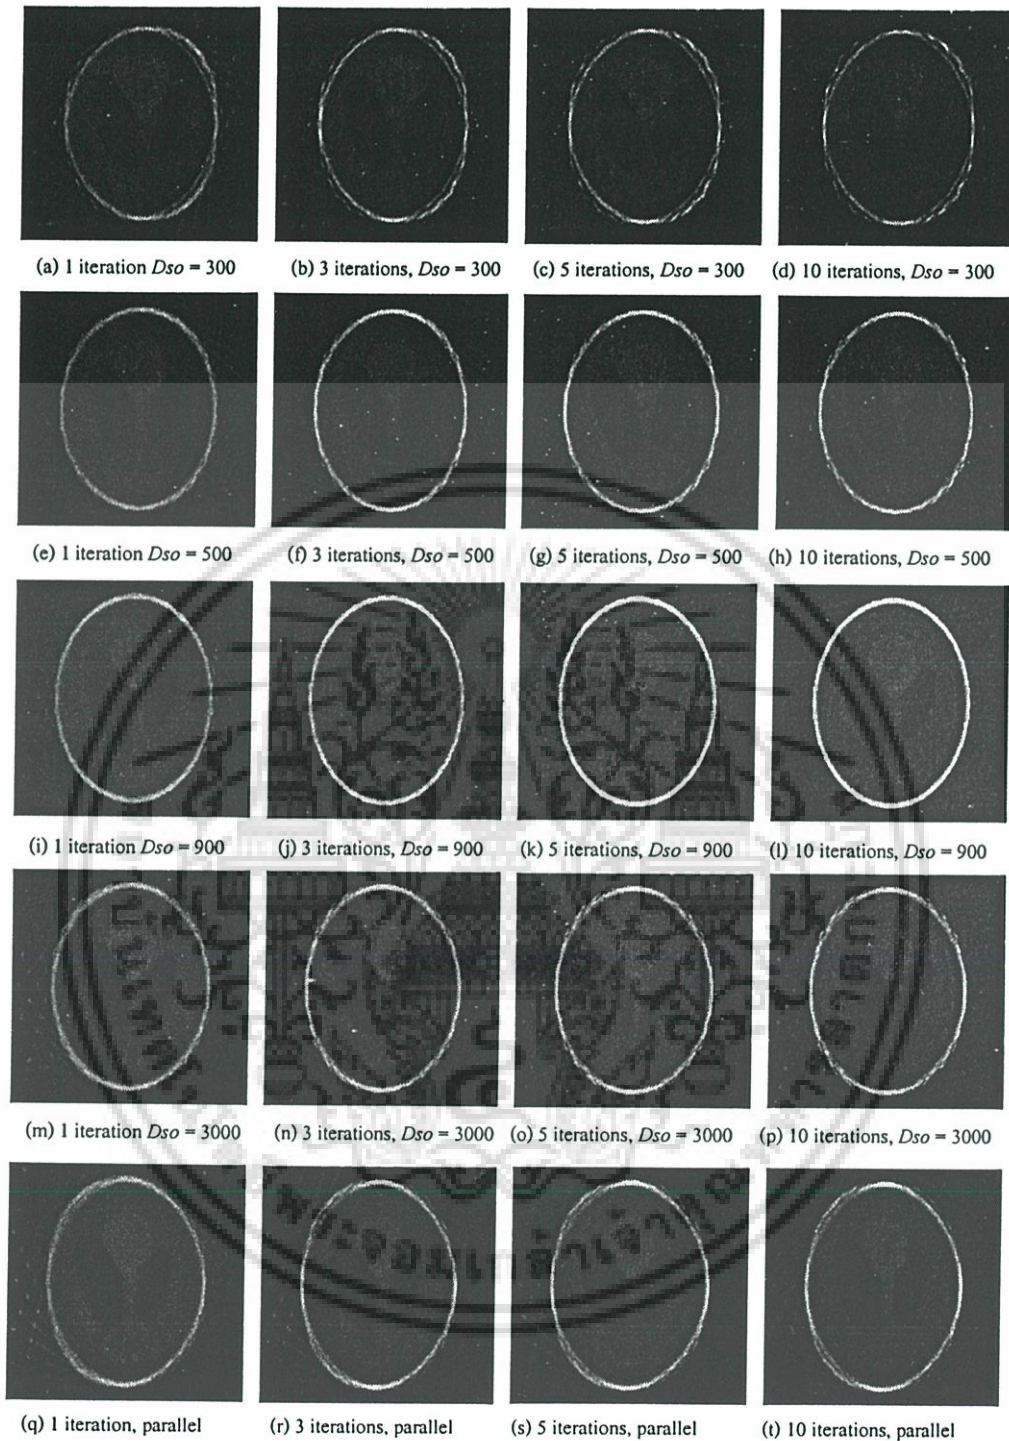 (a) 1 iteration Dso = 300
(b) 3 iterations, Dso = 300
(c) 5 iterations, Dso = 300
(d) 10 iterations, Dso = 300
(e) 1 iteration Dso = 500
(f) 3 iterations, Dso = 500
(g) 5 iterations, Dso = 500
(h) 10 iterations, Dso = 500
(i) 1 iteration Dso = 900
(j) 3 iterations, Dso = 900
(k) 5 iterations, Dso = 900
(l) 10 iterations, Dso = 900
(m) 1 iteration Dso = 3000
(n) 3 iterations, Dso = 3000
(o) 5 iterations, Dso = 3000
(p) 10 iterations, Dso = 3000
(q) 1 iteration, parallel
(r) 3 iterations, parallel
(s) 5 iterations, parallel
(t) 10 iterations, parallel